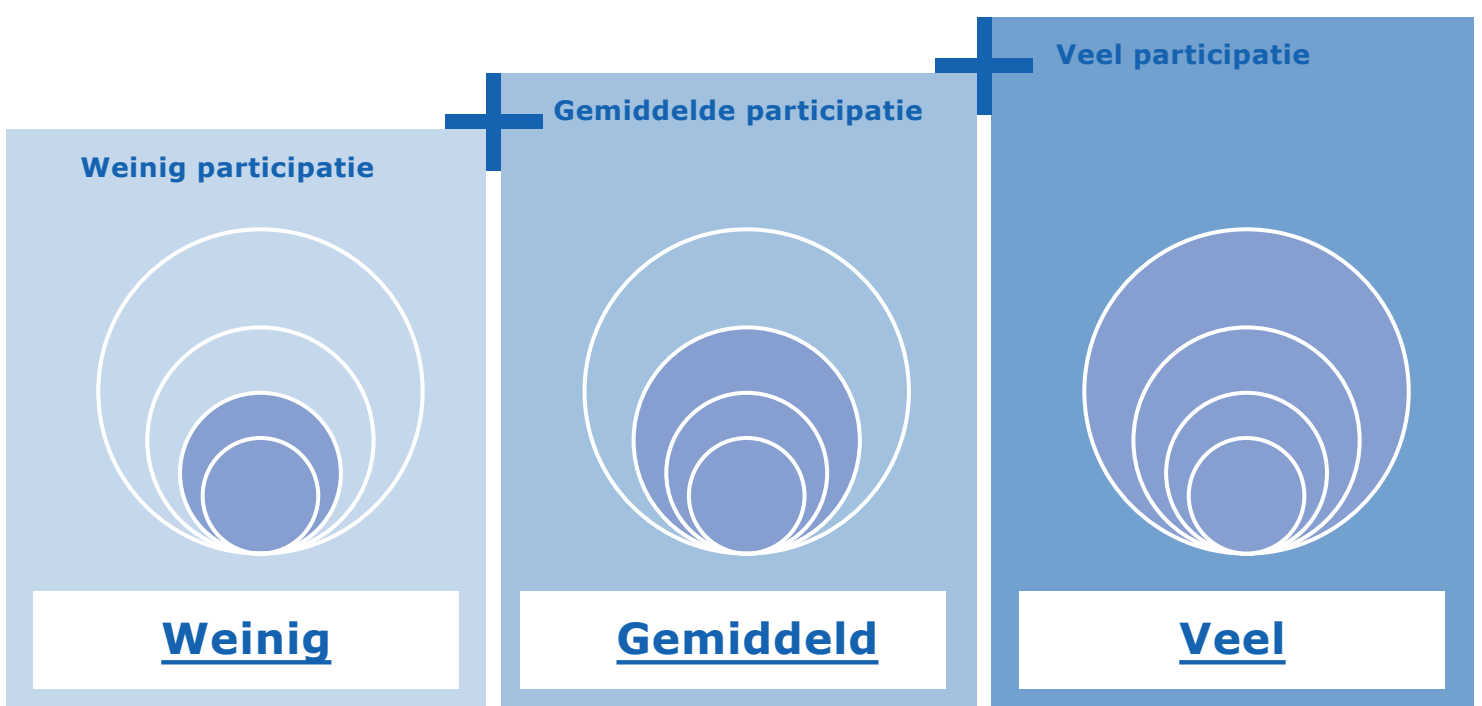 Weinig participatie
Gemiddelde participatie
Veel participatie
Weinig
Gemiddeld
Veel